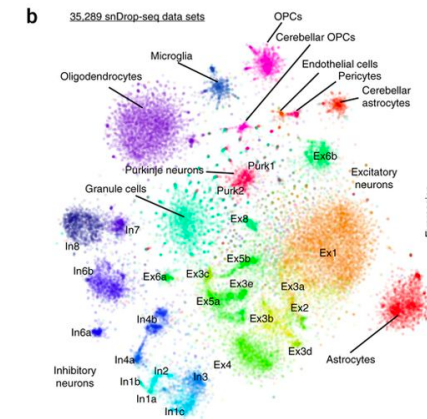 b
35,289 snDrop-seq data sets
OPCs
Cerebellar OPCs
Microglia
Endothelial cells
Pericytes
Oligodendrocytes
Cerebellar
astrocytes
Ex6b
Purkinje neurons
Purk1
Purk2
Excitatory
neurons
Granule cells
Ex8
In8
In7
Ex1
Ex5b
In6b
Ex6a
Ex3c
Ex3e
Ex3a
Ex5a
Ex2
Ex3b
In4b
In6a
Ex3d
In4a
Ex4
Astrocytes
Inhibitory
neurons
In2
In3
In1b
In1a
In1c